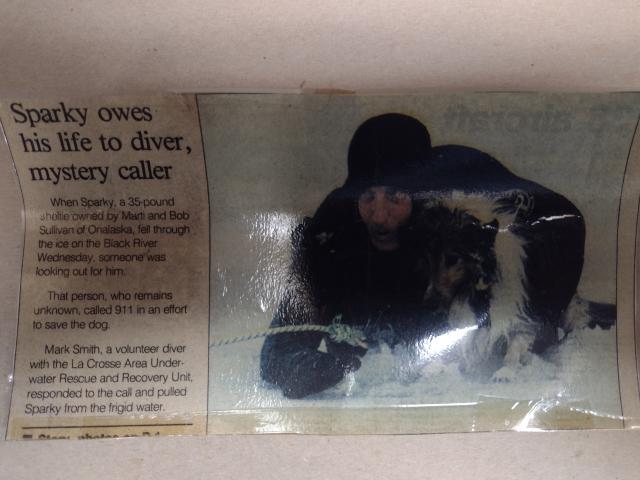 Sparky owes
his life to diver,
mystery caller
When Sparky, a 35-pound
sheltie owned by Marti and Bob
Sullivan of Onalaska, fell through
the ice on the Black River
Wednesday, someone was
looking out for him.
That person, who remains
unknown, called 911 in an effort
to save the dog.
Mark Smith, a volunteer diver
with the La Crosse Area Under-
water Rescue and Recovery Unit,
responded to the call and pulled
Sparky from the frigid water.
aircraft